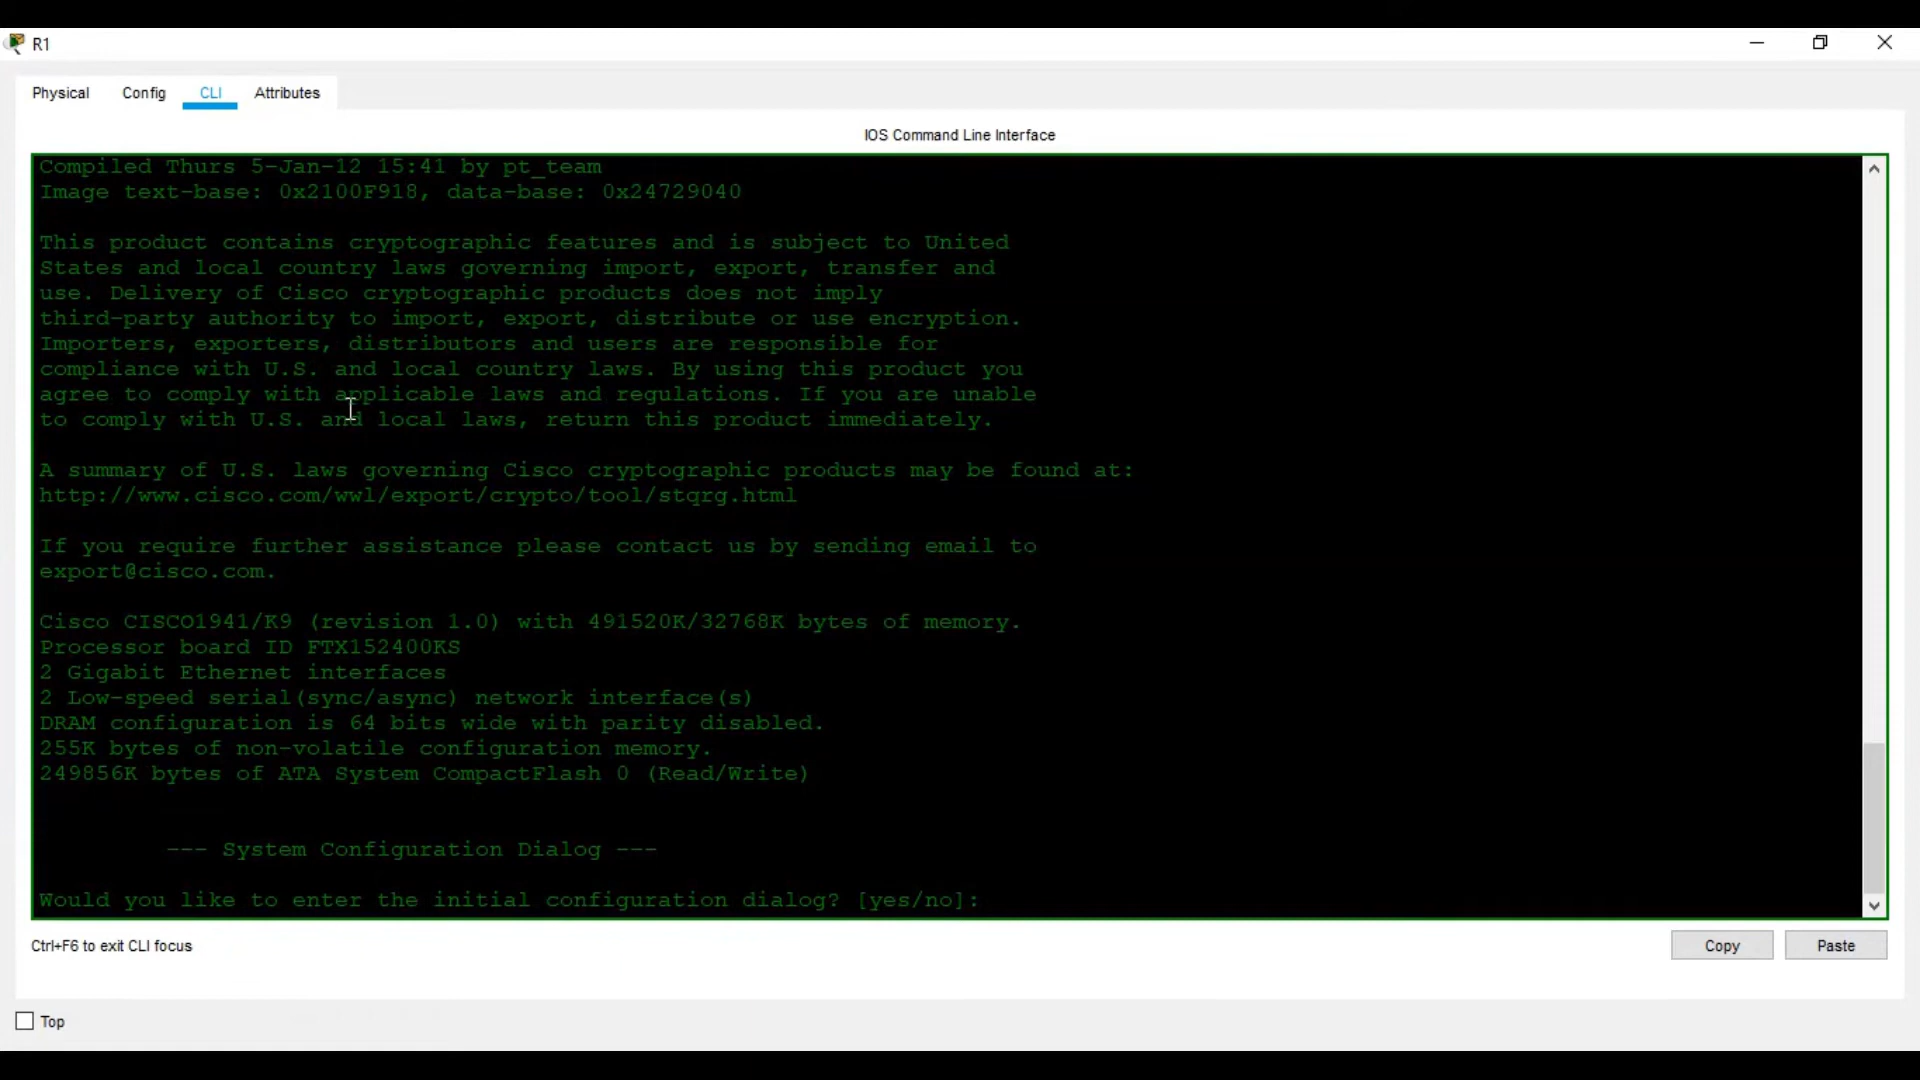 R1
Physical Config CLI Attributes
IOS Command Line Interface
Compiled Thurs 5-Jan-12 15:41 by pt_team
Image text-base: 0x2100F918, data-base: 0x24729040
This product contains cryptographic features and is subject to United
States and local country laws governing import, export, transfer and
use. Delivery of Cisco cryptographic products does not imply
third-party authority to import, export, distribute or use encryption.
Importers, exporters, distributors and users are responsible for
compliance with U.S. and local country laws. By using this product you
agree to comply with applicable laws and regulations. If you are unable
to comply with U.S. and local laws, return this product immediately.
A summary of U.S. laws governing Cisco cryptographic products may be found at:
http://www.cisco.com/wwl/export/crypto/tool/stqrg.html
If you require further assistance please contact us by sending email to
export@cisco.com.
Cisco CISCO1941/K9 (revision 1.0) with 491520K/32768K bytes of memory.
Processor board ID FTX152400KS
2 Gigabit Ethernet interfaces
2 Low-speed serial(sync/async) network interface(s)
DRAM configuration is 64 bits wide with parity disabled.
255K bytes of non-volatile configuration memory.
249856K bytes of ATA System CompactFlash 0 (Read/Write)
--- System Configuration Dialog ---
Would you like to enter the initial configuration dialog? [yes/no]:
Ctrl+F6 to exit CLI focus
Copy Paste
Top